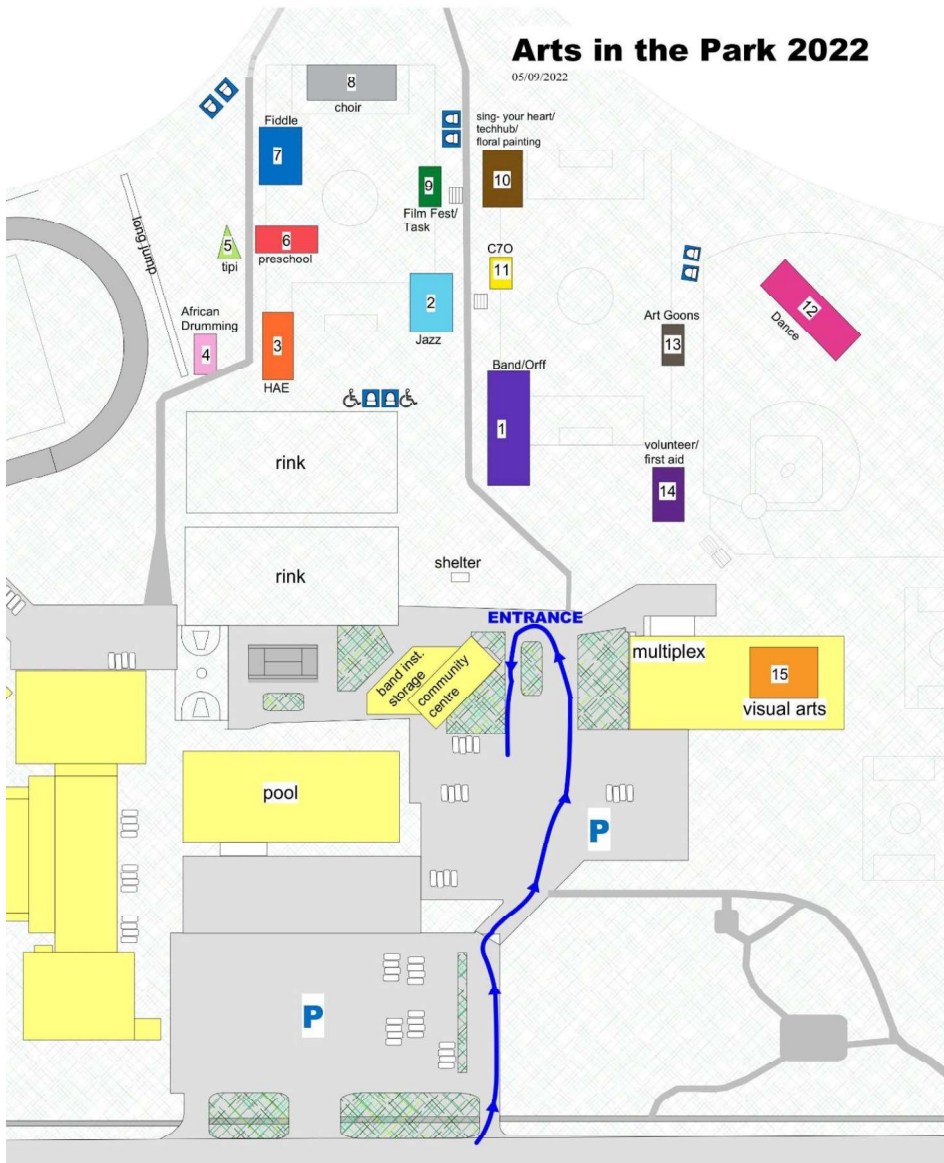 Arts in the Park 2022
05/09/2022
8
choir
sing- your heart/
techhub/
floral painting
10
Fiddle
7
9
Film Fest/
Task
long jump
5
tipi
6
preschool
C7O
11
2
Jazz
12
Dance
African
Drumming
4
3
HAE
Art Goons
13
Band/Orff
1
volunteer/
first aid
14
rink
rink
shelter
ENTRANCE
band inst.
storage
community
centre
multiplex
15
visual arts
pool
P
P